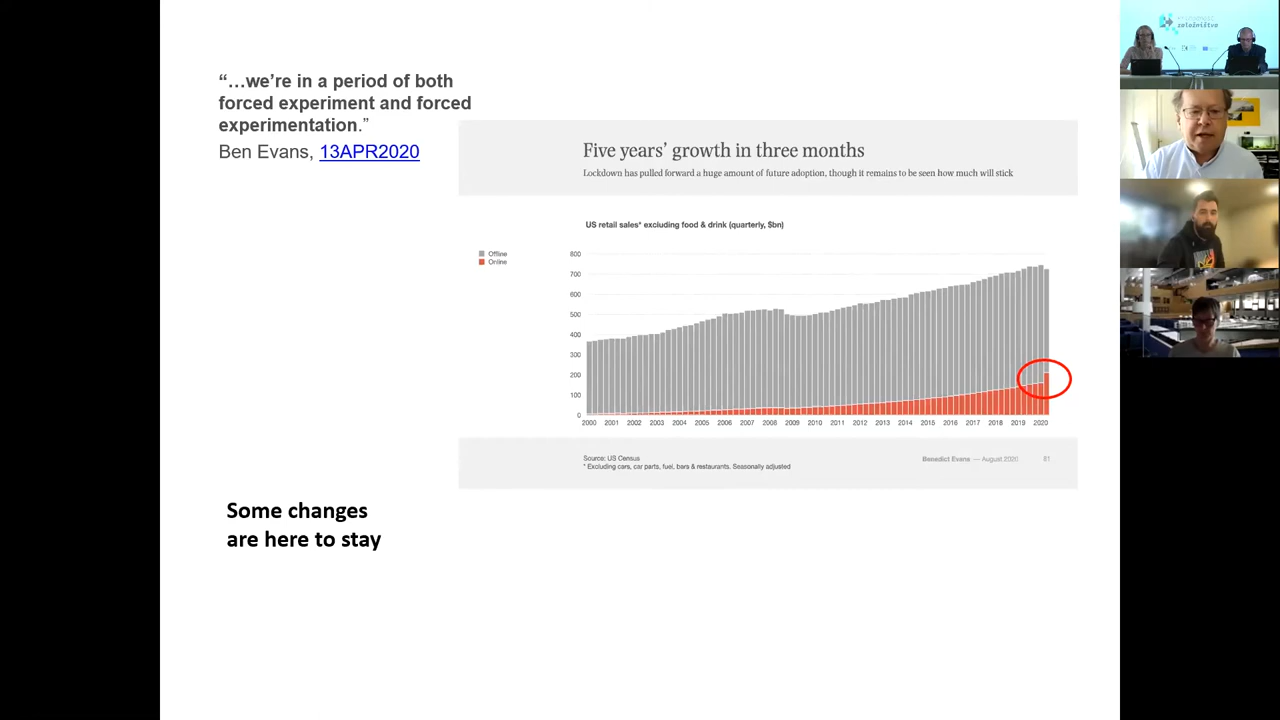 “…we’re in a period of both
forced experiment and forced
experimentation.”
Ben Evans, 13APR2020
Five years’ growth in three months
Lockdown has pulled forward a huge amount of future adoption, though it remains to be seen how much will stick
US retail sales* excluding food & drink (quarterly, $bn)
Offline
Online
800
700
600
500
400
300
200
100
0
2000 2001 2002 2003 2004 2005 2006 2007 2008 2009 2010 2011 2012 2013 2014 2015 2016 2017 2018 2019 2020
Source: US Census
* Excluding cars, car parts, fuel, bars & restaurants. Seasonally adjusted
Benedict Evans — August 2020 81
Some changes
are here to stay
založništva